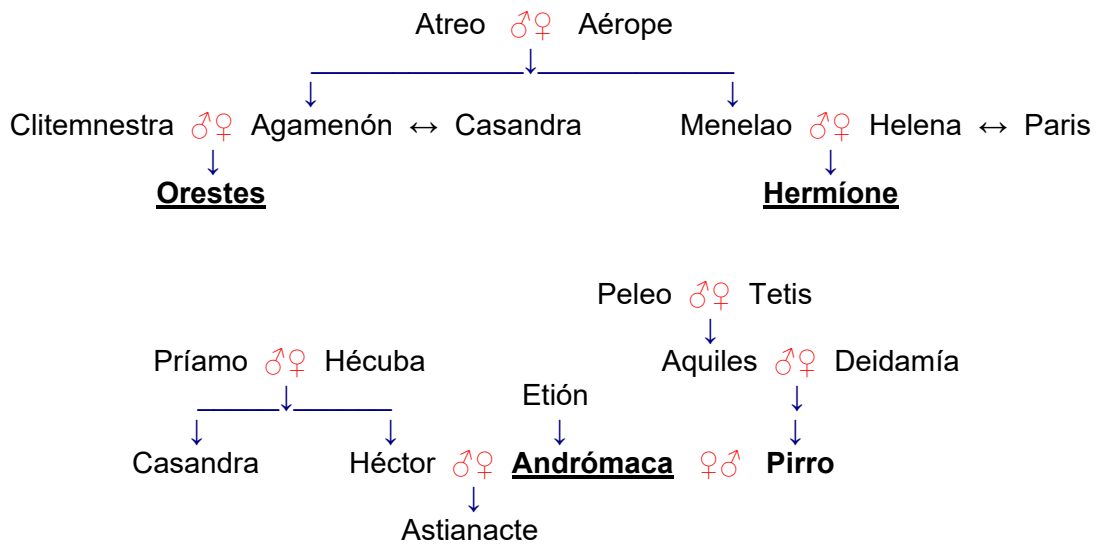 Atreo ♂♀ Aérope
Clitemnestra ♂♀ Agamenón ↔ Casandra Menelao ♂♀ Helena ↔ Paris
Orestes Hermíone
Peleo ♂♀ Tetis
Príamo ♂♀ Hécuba Aquiles ♂♀ Deidamía
Etión
Casandra Héctor ♂♀ Andrómaca ♀♂ Pirro
Astianacte